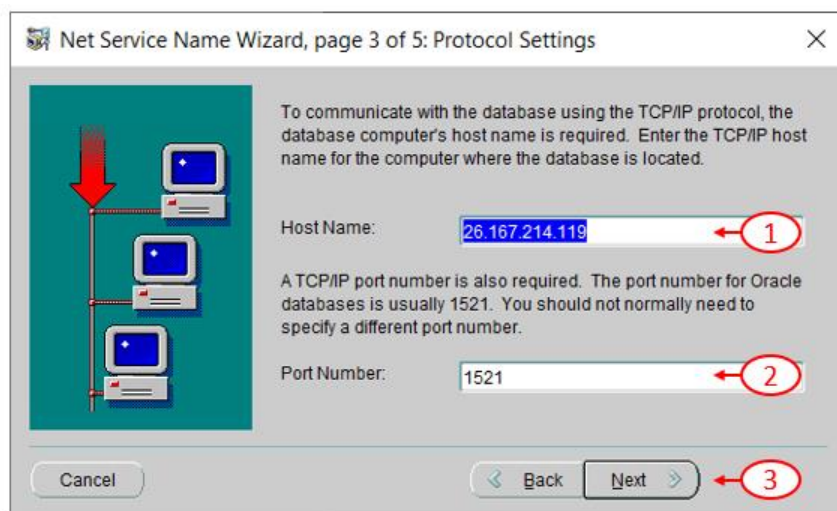 Net Service Name Wizard, page 3 of 5: Protocol Settings
To communicate with the database using the TCP/IP protocol, the
database computer's host name is required. Enter the TCP/IP host
name for the computer where the database is located.
Host Name: 26.167.214.119 1
A TCP/IP port number is also required. The port number for Oracle
databases is usually 1521. You should not normally need to
specify a different port number.
Port Number: 1521 2
Cancel Back Next 3